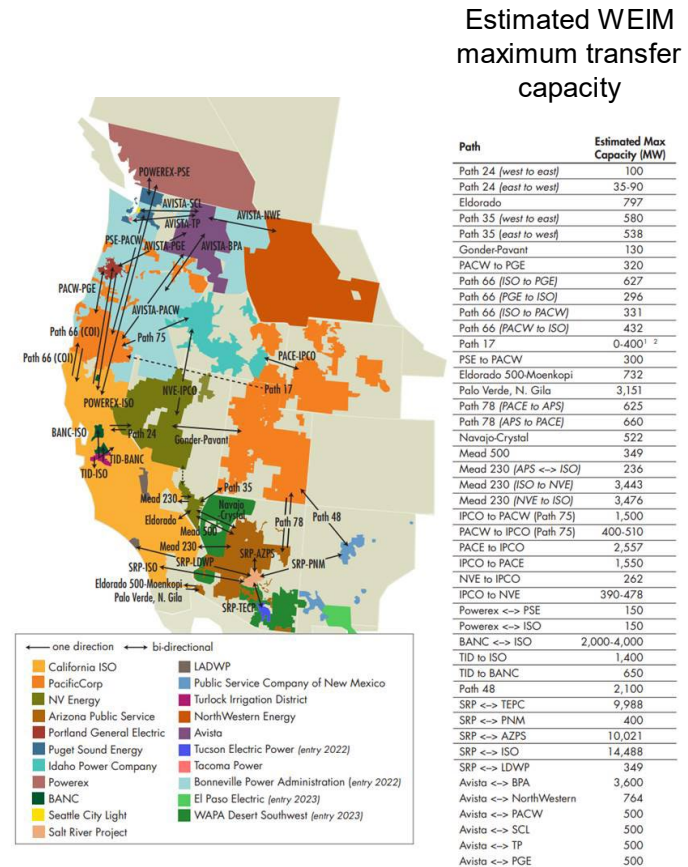 Estimated WEIM
maximum transfer
capacity
POWEREX-PSE
AVISTA-SCL
AVISTA-NWE
AVISTA-TP
PSE-PACW
AVISTA-PGE
AVISTA-BPA
PACW-PGE
AVISTA-PACW
Path 66 (COI)
Path 75
Path 66 (COI)
PACE-IPCO
NVE-IPCO
Path 17
POWEREX-ISO
BANC-ISO
Path 24
Gonder-Pavant
TID-BANC
TID-ISO
Path 35
Mead 230
Navajo
-Crystal
Eldorado
Mead 500
Path 78
Path 48
Mead 230
SRP-AZPS
SRP-LDWP
SRP-PNM
SRP-ISO
Eldorado 500-Moenkopi
Palo Verde, N. Gila
SRP-TECP
one direction
bi-directional
California ISO
PacificCorp
NV Energy
Arizona Public Service
Portland General Electric
Puget Sound Energy
Idaho Power Company
Powerex
BANC
Seattle City Light
Salt River Project
LADWP
Public Service Company of New Mexico
Turlock Irrigation District
NorthWestern Energy
Avista
Tucson Electric Power (entry 2022)
Tacoma Power
Bonneville Power Administration (entry 2022)
El Paso Electric (entry 2023)
WAPA Desert Southwest (entry 2023)
Path Estimated Max
Capacity (MW)
Path 24 (west to east) 100
Path 24 (east to west) 35-90
Eldorado 797
Path 35 (west to east) 580
Path 35 (east to west) 538
Gonder-Pavant 130
PACW to PGE 320
Path 66 (ISO to PGE) 627
Path 66 (PGE to ISO) 296
Path 66 (ISO to PACW) 331
Path 66 (PACW to ISO) 432
Path 17 0-400¹ ²
PSE to PACW 300
Eldorado 500-Moenkopi 732
Palo Verde, N. Gila 3,151
Path 78 (PACE to APS) 625
Path 78 (APS to PACE) 660
Navajo-Crystal 522
Mead 500 349
Mead 230 (APS <-> ISO) 236
Mead 230 (ISO to NVE) 3,443
Mead 230 (NVE to ISO) 3,476
IPCO to PACW (Path 75) 1,500
PACW to IPCO (Path 75) 400-510
PACE to IPCO 2,557
IPCO to PACE 1,550
NVE to IPCO 262
IPCO to NVE 390-478
Powerex <-> PSE 150
Powerex <-> ISO 150
BANC <-> ISO 2,000-4,000
TID to ISO 1,400
TID to BANC 650
Path 48 2,100
SRP <-> TEPC 9,988
SRP <-> PNM 400
SRP <-> AZPS 10,021
SRP <-> ISO 14,488
SRP <-> LDWP 349
Avista <-> BPA 3,600
Avista <-> NorthWestern 764
Avista <-> PACW 500
Avista <-> SCL 500
Avista <-> TP 500
Avista <-> PGE 500